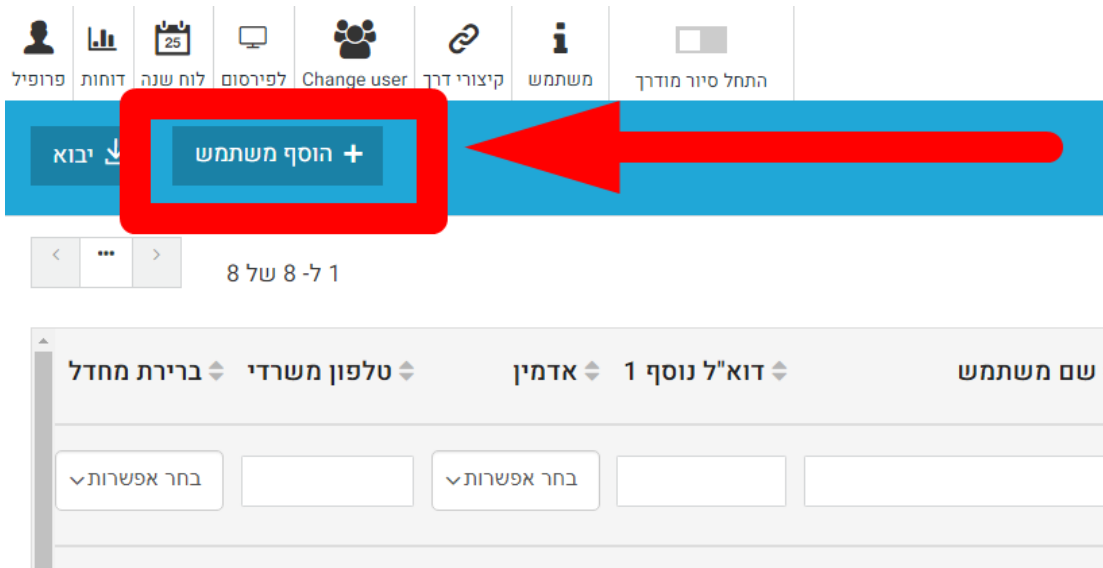 התחל סיור מודרך
משתמש
קיצורי דרך
Change user
לפירסום
לוח שנה
25
דוחות
פרופיל
+ הוסף משתמש
יבוא
1 ל- 8 של 8
שם משתמש
דוא"ל נוסף 1
אדמין
טלפון משרדי
ברירת מחדל
בחר אפשרות
בחר אפשרות